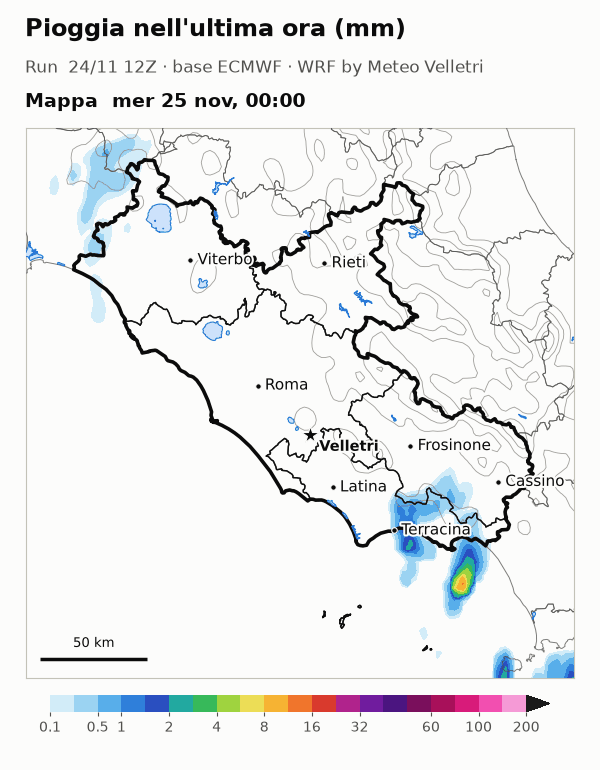 Pioggia nell'ultima ora (mm)
Run  24/11 12Z · base ECMWF · WRF by Meteo Velletri
Mappa  mer 25 nov, 00:00
Viterbo
Rieti
Roma
Velletri
Frosinone
Latina
Cassino
Terracina
50 km
0.1 0.5 1 2 4 8 16 32 60 100 200